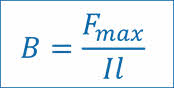 B = F_max / Il